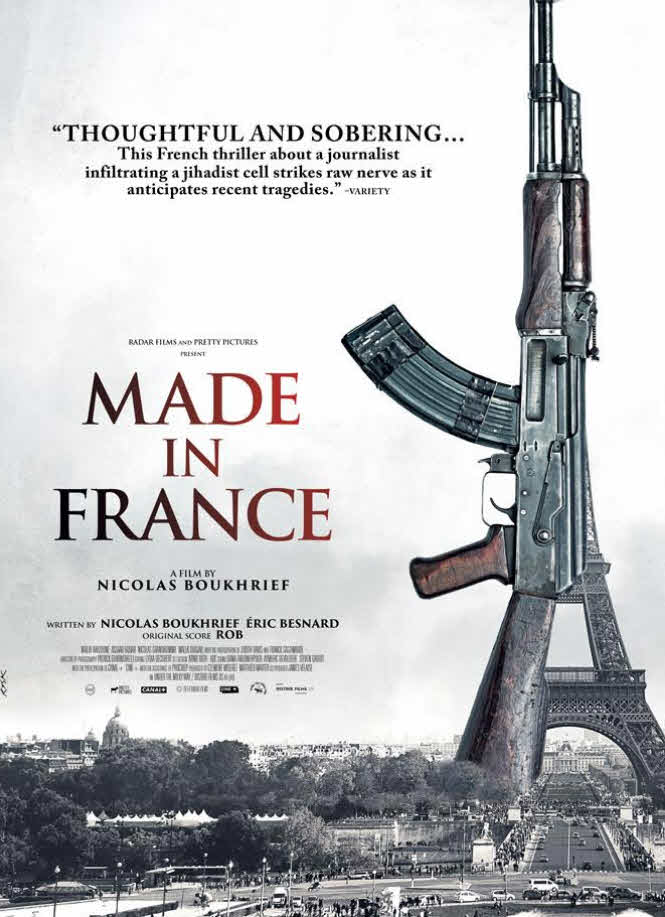 “THOUGHTFUL AND SOBERING...
This French thriller about a journalist
infiltrating a jihadist cell strikes raw nerve as it
anticipates recent tragedies.” -VARIETY
RADAR FILMS AND PRETTY PICTURES
PRESENT
MADE
IN
FRANCE
A FILM BY
NICOLAS BOUKHRIEF
WRITTEN BY NICOLAS BOUKHRIEF ÉRIC BESNARD
ORIGINAL SCORE ROB
CANAL+